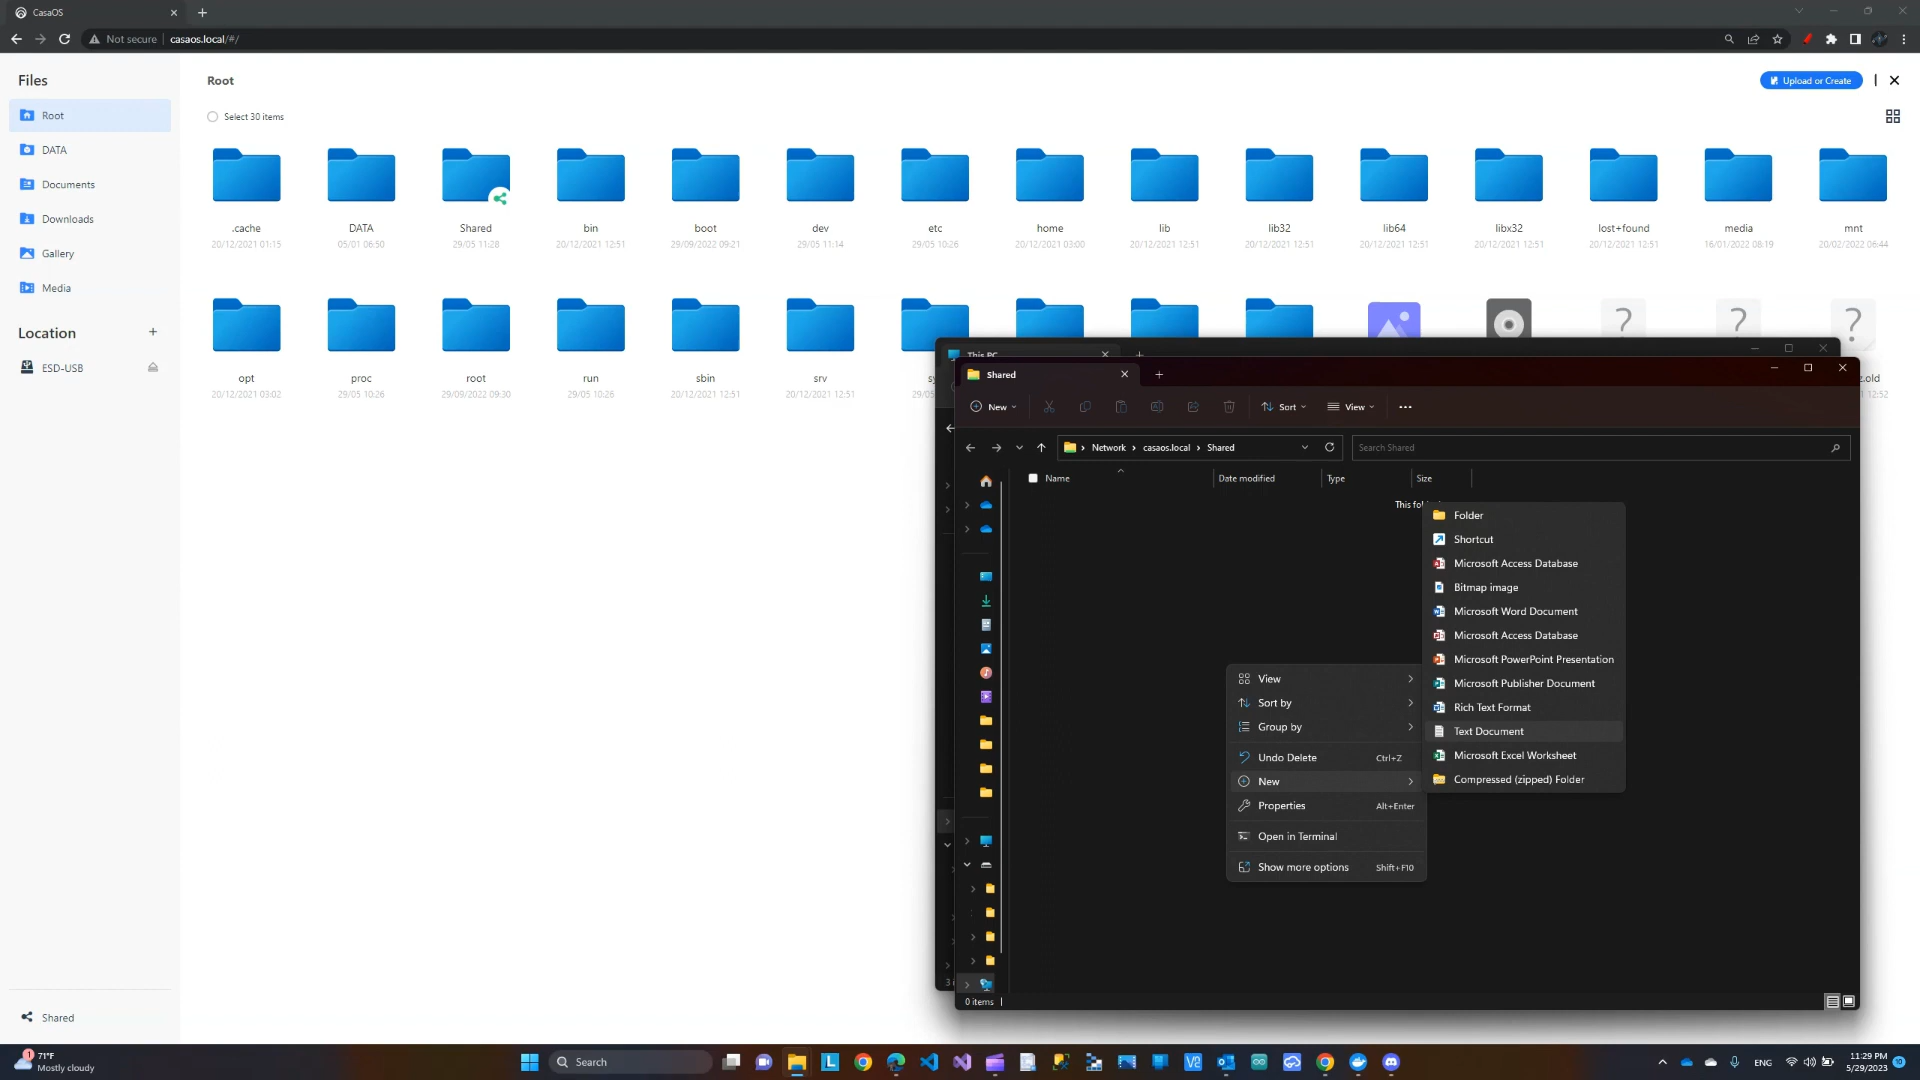 CasaOS
Not secure
casaos.local/#/
Files
Root
DATA
Documents
Downloads
Gallery
Media
Location
ESD-USB
Shared
Root
Upload or Create
Select 30 items
.cache DATA Shared bin boot dev etc home lib lib32 lib64 libx32 lost+found media mnt
20/12/2021 01:15 05/01 06:50 29/05 11:28 20/12/2021 12:51 29/09/2022 09:21 29/05 11:14 29/05 10:26 20/12/2021 03:00 20/12/2021 12:51 20/12/2021 12:51 20/12/2021 12:51 20/12/2021 12:51 20/12/2021 12:51 16/01/2022 08:19 20/02/2022 06:44
opt proc root run sbin srv
20/12/2021 03:02 29/05 10:26 29/09/2022 09:30 29/05 10:26 20/12/2021 12:51 20/12/2021 12:51 29/05
z.old
12:52
This PC
Shared
New
Sort
View
Network
casaos.local
Shared
Search Shared
Name
Date modified
Type
Size
This fol
Folder
Shortcut
Microsoft Access Database
Bitmap image
Microsoft Word Document
Microsoft Access Database
Microsoft PowerPoint Presentation
Microsoft Publisher Document
Rich Text Format
Text Document
Microsoft Excel Worksheet
Compressed (zipped) Folder
View
Sort by
Group by
Undo Delete Ctrl+Z
New
Properties Alt+Enter
Open in Terminal
Show more options Shift+F10
0 items
71°F
Mostly cloudy
Search
ENG
11:29 PM
5/29/2023